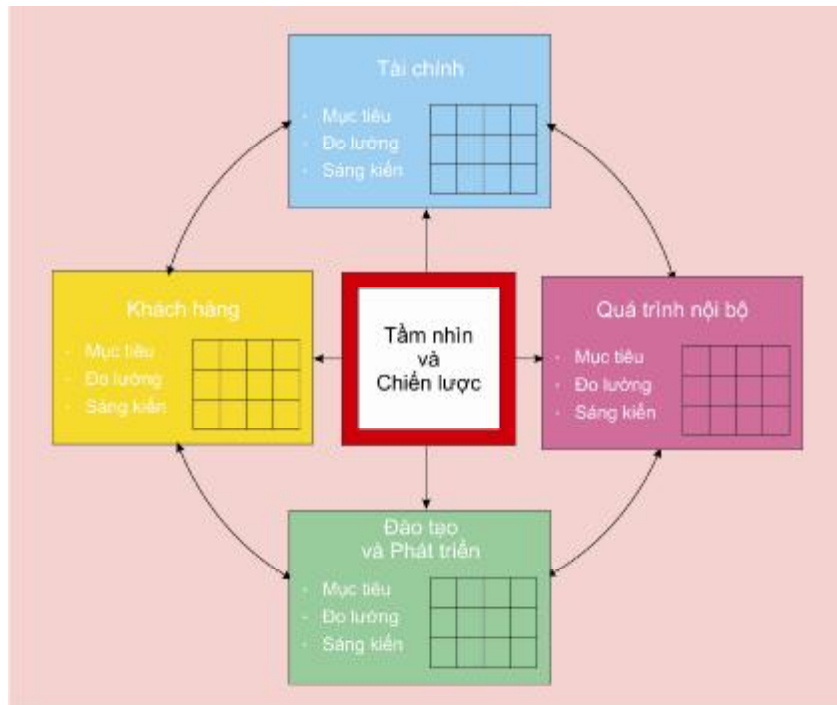 Tài chính
- Mục tiêu
- Đo lường
- Sáng kiến
Khách hàng
- Mục tiêu
- Đo lường
- Sáng kiến
Tầm nhìn
và
Chiến lược
Quá trình nội bộ
- Mục tiêu
- Đo lường
- Sáng kiến
Đào tạo
và Phát triển
- Mục tiêu
- Đo lường
- Sáng kiến